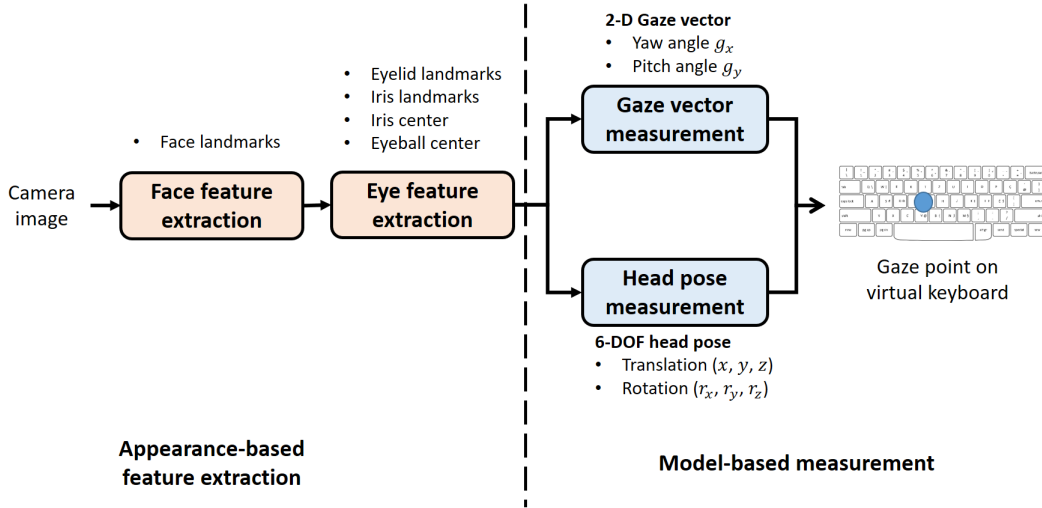 Camera
image
• Face landmarks
Face feature
extraction
• Eyelid landmarks
• Iris landmarks
• Iris center
• Eyeball center
Eye feature
extraction
2-D Gaze vector
• Yaw angle gₓ
• Pitch angle g_y
Gaze vector
measurement
Head pose
measurement
6-DOF head pose
• Translation (x, y, z)
• Rotation (rₓ, r_y, r_z)
Gaze point on
virtual keyboard
Appearance-based
feature extraction
Model-based measurement